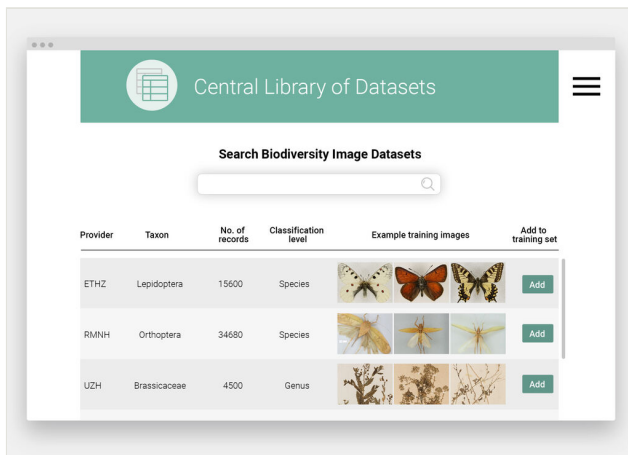 Central Library of Datasets
Search Biodiversity Image Datasets
Provider Taxon No. of records Classification level Example training images Add to training set
ETHZ Lepidoptera 15600 Species Add
RMNH Orthoptera 34680 Species Add
UZH Brassicaceae 4500 Genus Add